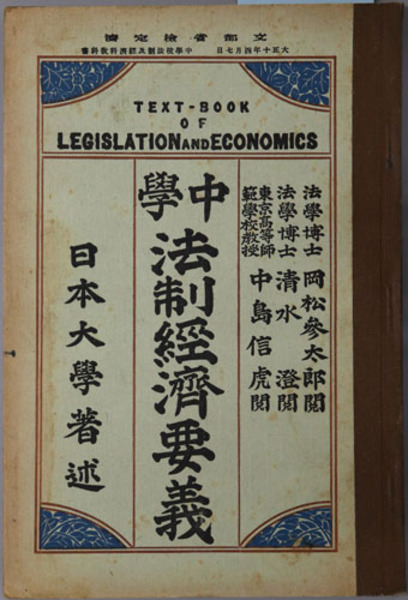 文部省檢定濟
大正十年四月七日 中學校法制及經濟科教科書
TEXT-BOOK
OF
LEGISLATION AND ECONOMICS
法學博士 岡松參太郎閲
法學博士 清水 澄閲
東京高等師範學校教授 中島信虎閲
中學
法制經濟要義
日本大學著述